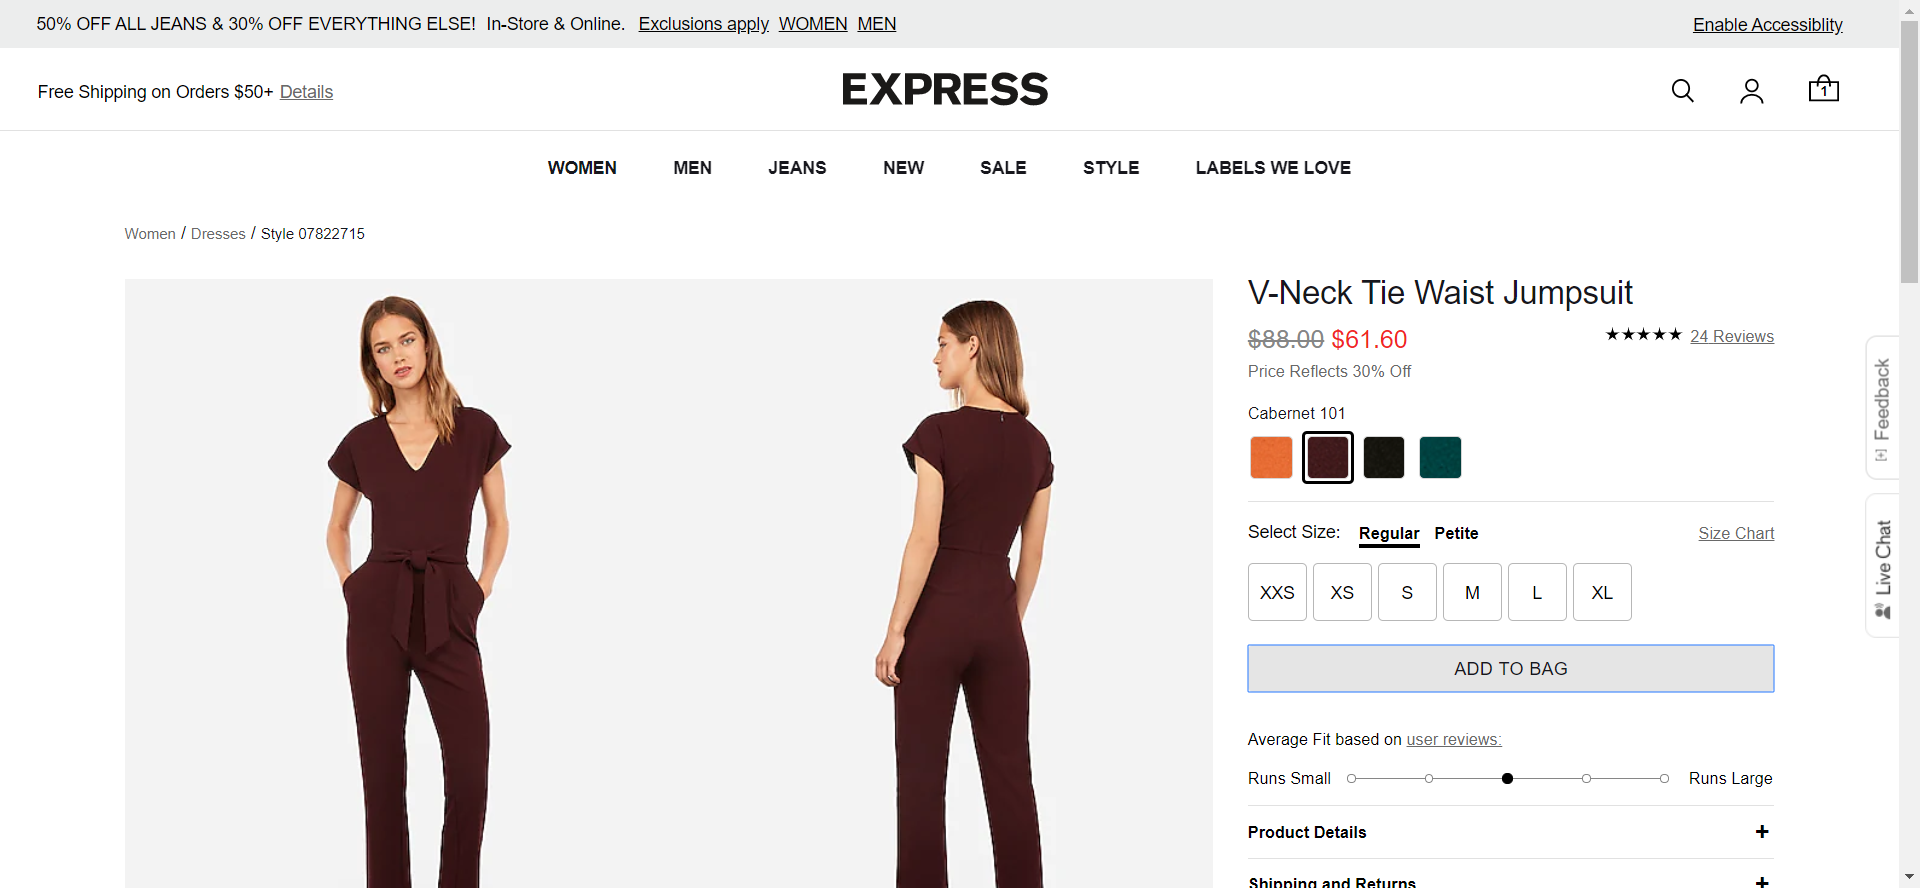 50% OFF ALL JEANS & 30% OFF EVERYTHING ELSE! In-Store & Online. Exclusions apply WOMEN MEN
Enable Accessiblity
Free Shipping on Orders $50+ Details
EXPRESS
1
WOMEN MEN JEANS NEW SALE STYLE LABELS WE LOVE
Women / Dresses / Style 07822715
V-Neck Tie Waist Jumpsuit
$88.00 $61.60
★★★★★ 24 Reviews
Price Reflects 30% Off
Cabernet 101
Select Size: Regular Petite
Size Chart
XXS XS S M L XL
ADD TO BAG
Average Fit based on user reviews:
Runs Small
Runs Large
Product Details +
Shipping and Returns +
[+] Feedback
Live Chat